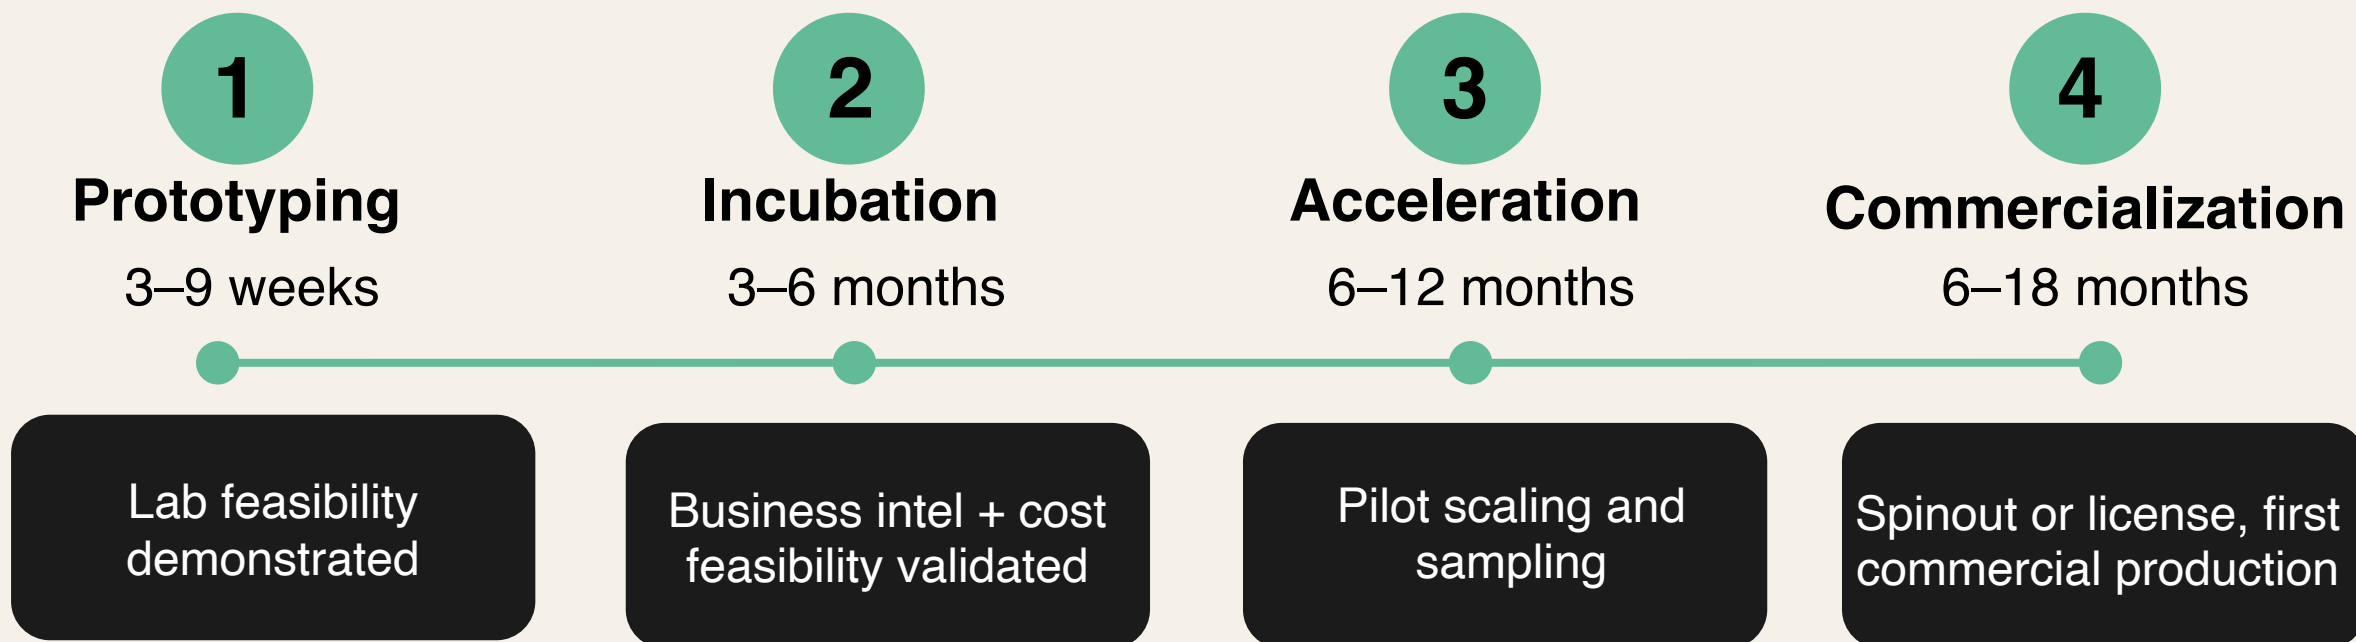 1
Prototyping
3–9 weeks
Lab feasibility
demonstrated
2
Incubation
3–6 months
Business intel + cost
feasibility validated
3
Acceleration
6–12 months
Pilot scaling and
sampling
4
Commercialization
6–18 months
Spinout or license, first
commercial production